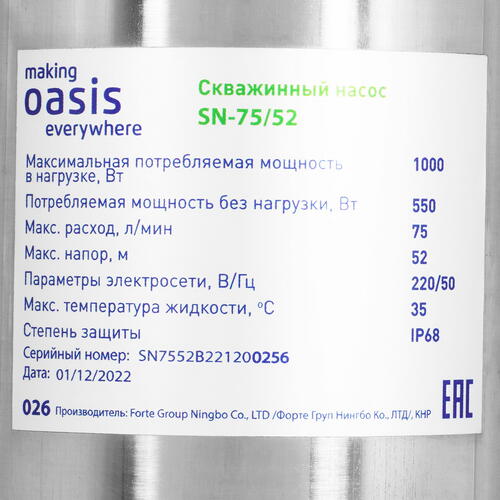 making
oasis
everywhere
Скважинный насос
SN-75/52
Максимальная потребляемая мощность
в нагрузке, Вт 1000
Потребляемая мощность без нагрузки, Вт 550
Макс. расход, л/мин 75
Макс. напор, м 52
Параметры электросети, В/Гц 220/50
Макс. температура жидкости, °C 35
Степень защиты IP68
Серийный номер: SN7552B221200256
Дата: 01/12/2022
026 Производитель: Forte Group Ningbo Co., LTD /Форте Груп Нингбо Ко., ЛТД/, КНР
EAC